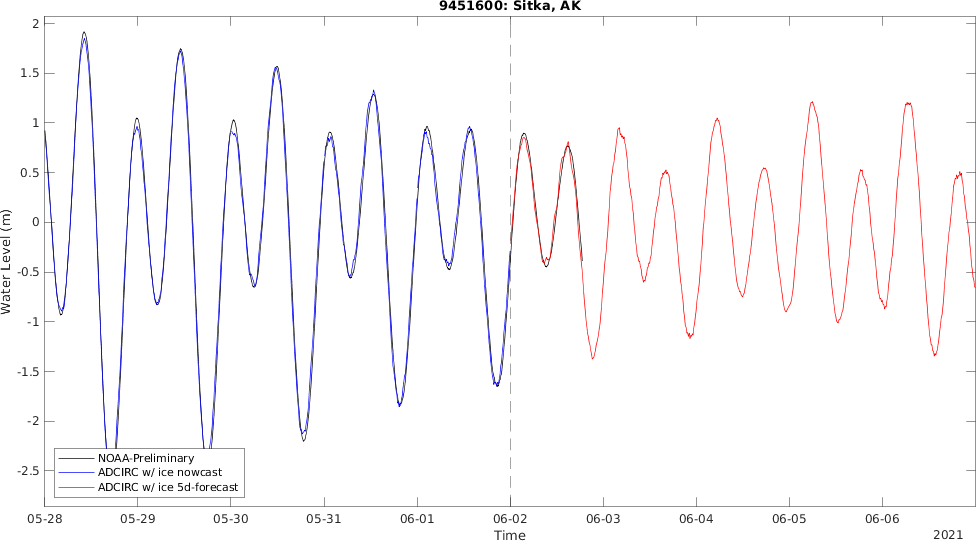 9451600: Sitka, AK
2
1.5
1
0.5
0
-0.5
-1
-1.5
-2
-2.5
Water Level (m)
NOAA-Preliminary
ADCIRC w/ ice nowcast
ADCIRC w/ ice 5d-forecast
05-28 05-29 05-30 05-31 06-01 06-02 06-03 06-04 06-05 06-06
Time
2021